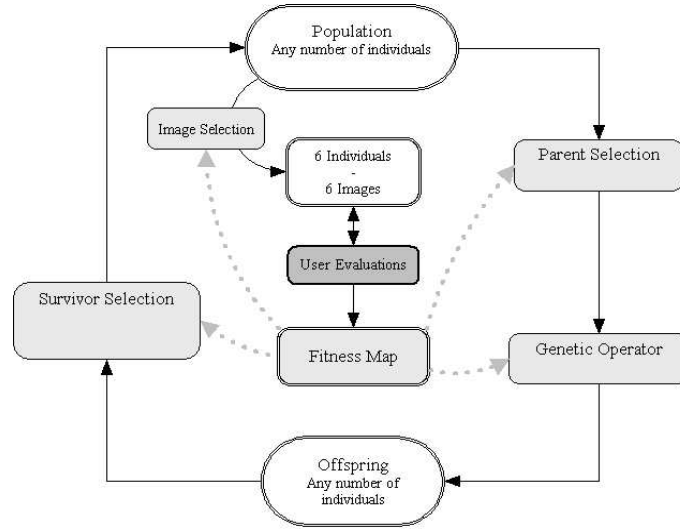 Population
Any number of individuals
Image Selection
6 Individuals
-
6 Images
Parent Selection
User Evaluations
Survivor Selection
Fitness Map
Genetic Operator
Offspring
Any number of
individuals